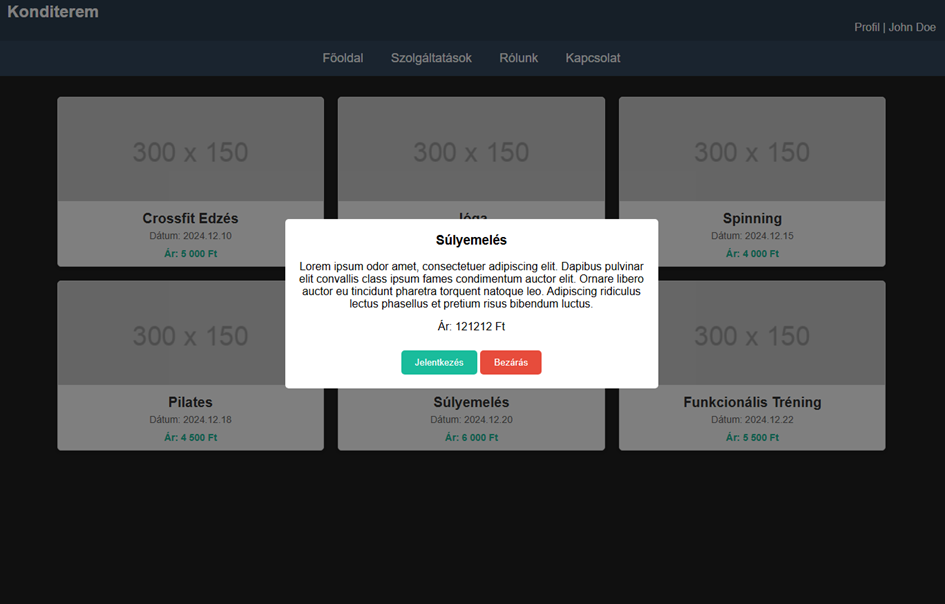 Konditerem
Profil | John Doe
Főoldal Szolgáltatások Rólunk Kapcsolat
300 x 150 300 x 150 300 x 150
Crossfit Edzés Jóga Spinning
Dátum: 2024.12.10 Dátum: 2024.12.15
Ár: 5 000 Ft Ár: 4 000 Ft
Súlyemelés
Lorem ipsum odor amet, consectetuer adipiscing elit. Dapibus pulvinar
elit convallis class ipsum fames condimentum auctor elit. Ornare libero
auctor eu tincidunt pharetra torquent natoque leo. Adipiscing ridiculus
lectus phasellus et pretium risus bibendum luctus.
Ár: 121212 Ft
Jelentkezés Bezárás
300 x 150 300 x 150
Pilates Súlyemelés Funkcionális Tréning
Dátum: 2024.12.18 Dátum: 2024.12.20 Dátum: 2024.12.22
Ár: 4 500 Ft Ár: 6 000 Ft Ár: 5 500 Ft